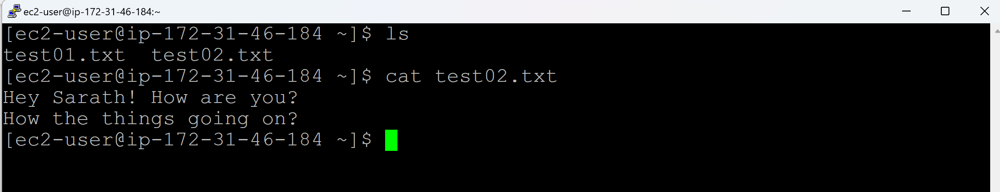 ec2-user@ip-172-31-46-184:~
[ec2-user@ip-172-31-46-184 ~]$ ls
test01.txt  test02.txt
[ec2-user@ip-172-31-46-184 ~]$ cat test02.txt
Hey Sarath! How are you?
How the things going on?
[ec2-user@ip-172-31-46-184 ~]$